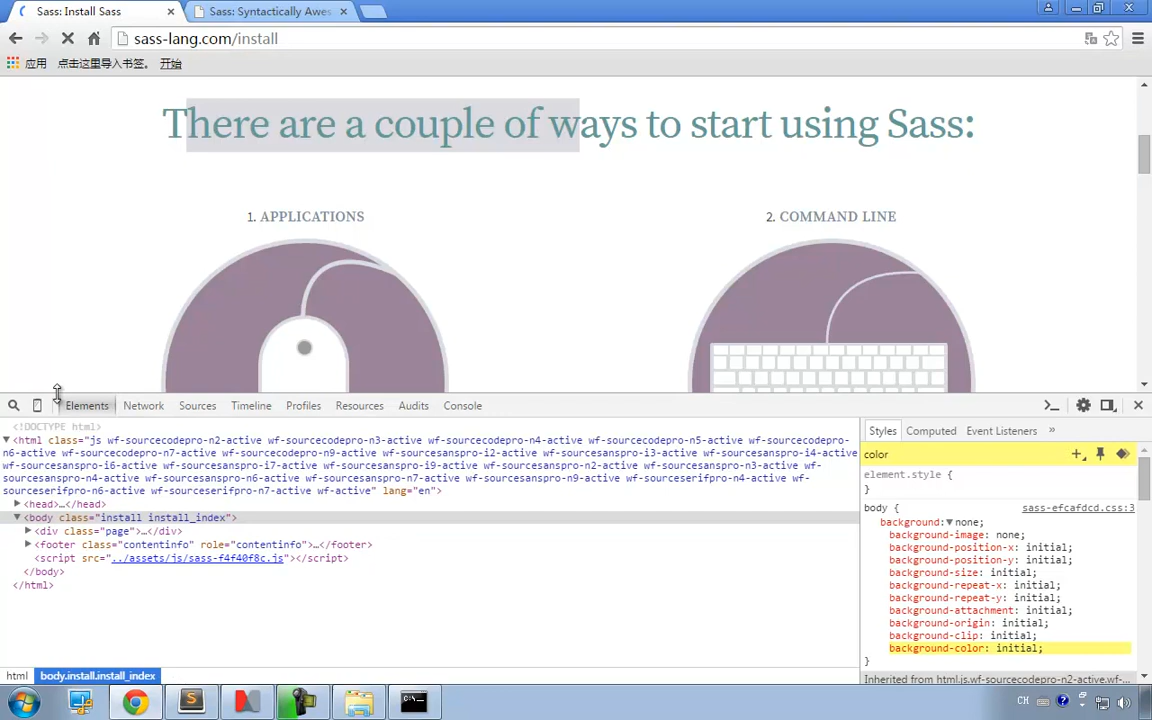 Sass: Install Sass
Sass: Syntactically Awes
sass-lang.com/install
应用 点击这里导入书签。 开始
There are a couple of ways to start using Sass:
1. APPLICATIONS
2. COMMAND LINE
Elements Network Sources Timeline Profiles Resources Audits Console
<!DOCTYPE html>
<html class="js wf-sourcecodepro-n2-active wf-sourcecodepro-n3-active wf-sourcecodepro-n4-active wf-sourcecodepro-n5-active wf-sourcecodepro-
n6-active wf-sourcecodepro-n7-active wf-sourcecodepro-n9-active wf-sourcesanspro-i2-active wf-sourcesanspro-i3-active wf-sourcesanspro-i4-active
wf-sourcesanspro-i6-active wf-sourcesanspro-i7-active wf-sourcesanspro-i9-active wf-sourcesanspro-n2-active wf-sourcesanspro-n3-active wf-
sourcesanspro-n4-active wf-sourcesanspro-n6-active wf-sourcesanspro-n7-active wf-sourcesanspro-n9-active wf-sourceserifpro-n4-active wf-
sourceserifpro-n6-active wf-sourceserifpro-n7-active wf-active" lang="en">
<head>…</head>
<body class="install install_index">
<div class="page">…</div>
<footer class="contentinfo" role="contentinfo">…</footer>
<script src="../assets/js/sass-f4f40f8c.js"></script>
</body>
</html>
html body.install.install_index
Styles Computed Event Listeners »
color
element.style {
}
body { sass-efcafdcd.css:3
background: none;
background-image: none;
background-position-x: initial;
background-position-y: initial;
background-size: initial;
background-repeat-x: initial;
background-repeat-y: initial;
background-attachment: initial;
background-origin: initial;
background-clip: initial;
background-color: initial;
}
Inherited from html.js.wf-sourcecodepro-n2-active.wf-…
CH